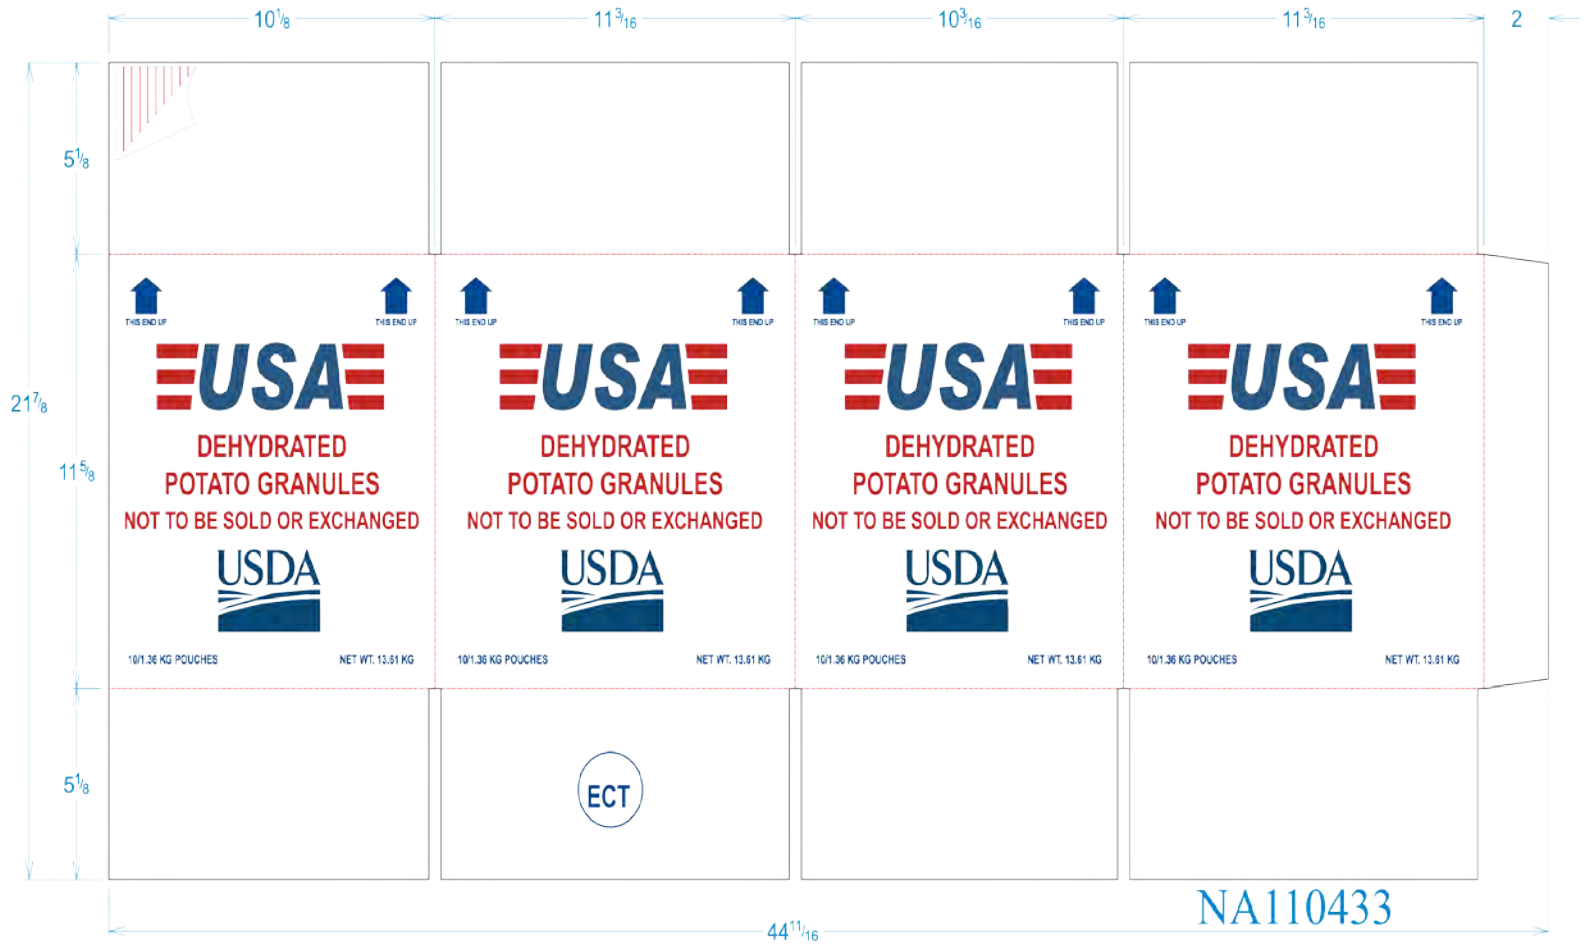 10 1/8 11 3/16 10 3/16 11 3/16 2
5 1/8
21 7/8
11 5/8
5 1/8
THIS END UP THIS END UP
USA
DEHYDRATED
POTATO GRANULES
NOT TO BE SOLD OR EXCHANGED
USDA
10/1.36 KG POUCHES NET WT. 13.61 KG
THIS END UP THIS END UP
USA
DEHYDRATED
POTATO GRANULES
NOT TO BE SOLD OR EXCHANGED
USDA
10/1.36 KG POUCHES NET WT. 13.61 KG
THIS END UP THIS END UP
USA
DEHYDRATED
POTATO GRANULES
NOT TO BE SOLD OR EXCHANGED
USDA
10/1.36 KG POUCHES NET WT. 13.61 KG
THIS END UP THIS END UP
USA
DEHYDRATED
POTATO GRANULES
NOT TO BE SOLD OR EXCHANGED
USDA
10/1.36 KG POUCHES NET WT. 13.61 KG
ECT
NA110433
44 11/16